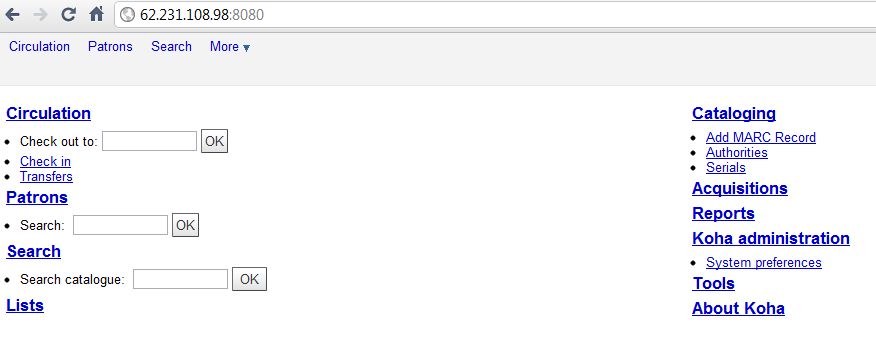 62.231.108.98:8080
Circulation Patrons Search More
Circulation
Check out to: OK
Check in
Transfers
Patrons
Search: OK
Search
Search catalogue: OK
Lists
Cataloging
Add MARC Record
Authorities
Serials
Acquisitions
Reports
Koha administration
System preferences
Tools
About Koha